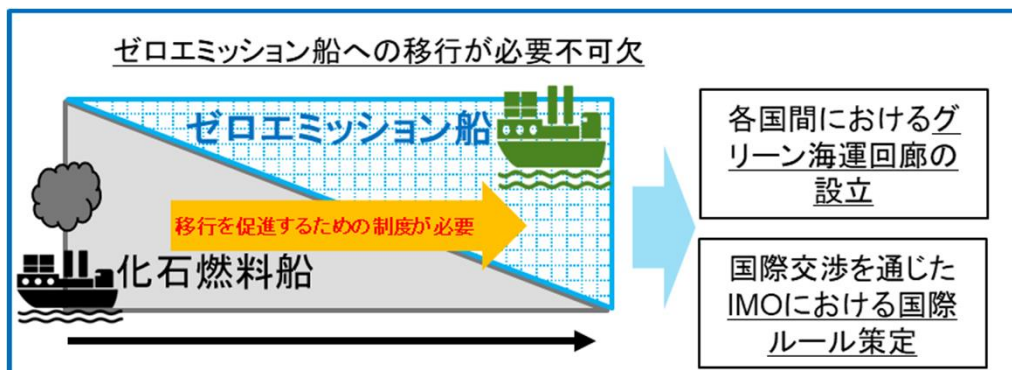 ゼロエミッション船への移行が必要不可欠
ゼロエミッション船
移行を促進するための制度が必要
化石燃料船
各国間におけるグ
リーン海運回廊の
設立
国際交渉を通じた
IMOにおける国際
ルール策定